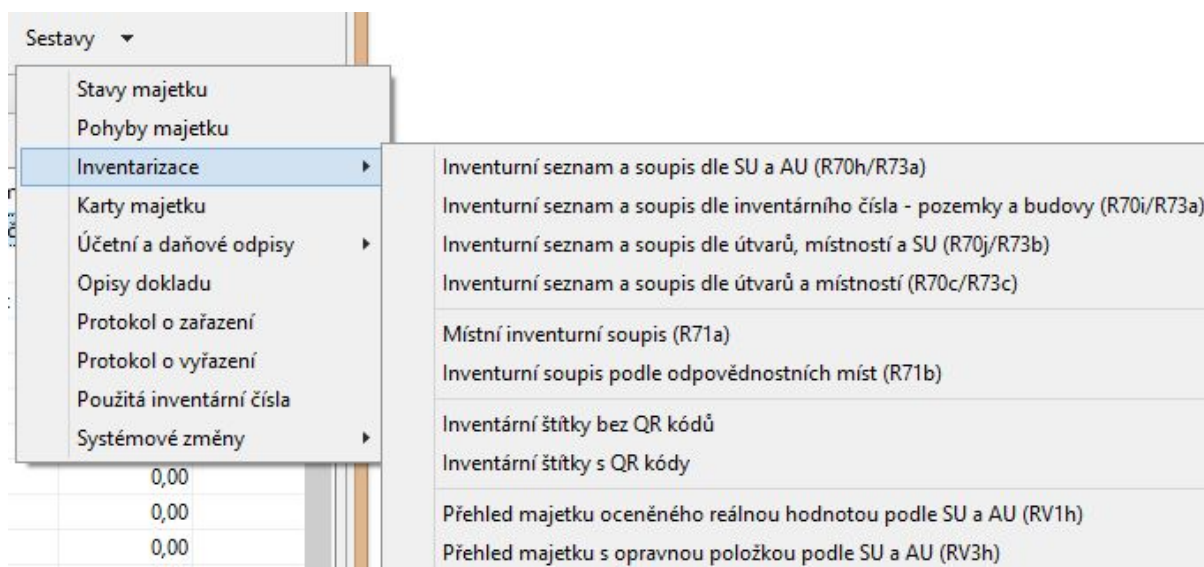 Sestavy
Stavy majetku
Pohyby majetku
Inventarizace
Karty majetku
Účetní a daňové odpisy
Opisy dokladu
Protokol o zařazení
Protokol o vyřazení
Použitá inventární čísla
Systémové změny
Inventurní seznam a soupis dle SU a AU (R70h/R73a)
Inventurní seznam a soupis dle inventárního čísla - pozemky a budovy (R70i/R73a)
Inventurní seznam a soupis dle útvarů, místností a SU (R70j/R73b)
Inventurní seznam a soupis dle útvarů a místností (R70c/R73c)
Místní inventurní soupis (R71a)
Inventurní soupis podle odpovědnostních míst (R71b)
Inventární štítky bez QR kódů
Inventární štítky s QR kódy
Přehled majetku oceněného reálnou hodnotou podle SU a AU (RV1h)
Přehled majetku s opravnou položkou podle SU a AU (RV3h)
0,00
0,00
0,00